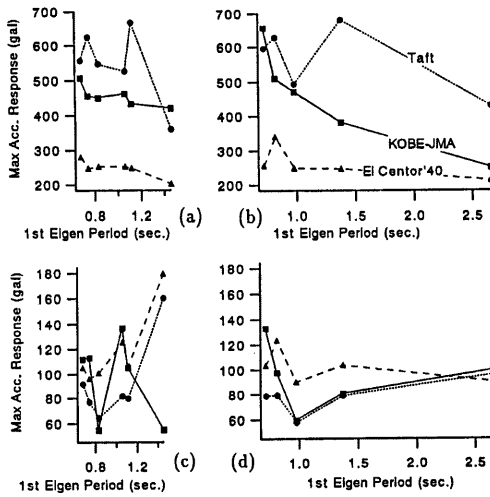 Max Acc. Response (gal)
700
600
500
400
300
200
0.8
1.2
(a)
1st Eigen Period (sec.)
700
600
500
400
300
200
Taft
KOBE-JMA
El Centor'40
1.0
1.5
2.0
2.5
(b)
1st Eigen Period (sec.)
Max Acc. Response (gal)
180
160
140
120
100
80
60
0.8
1.2
(c)
1st Eigen Period (sec.)
180
160
140
120
100
80
60
1.0
1.5
2.0
2.5
(d)
1st Eigen Period (sec.)